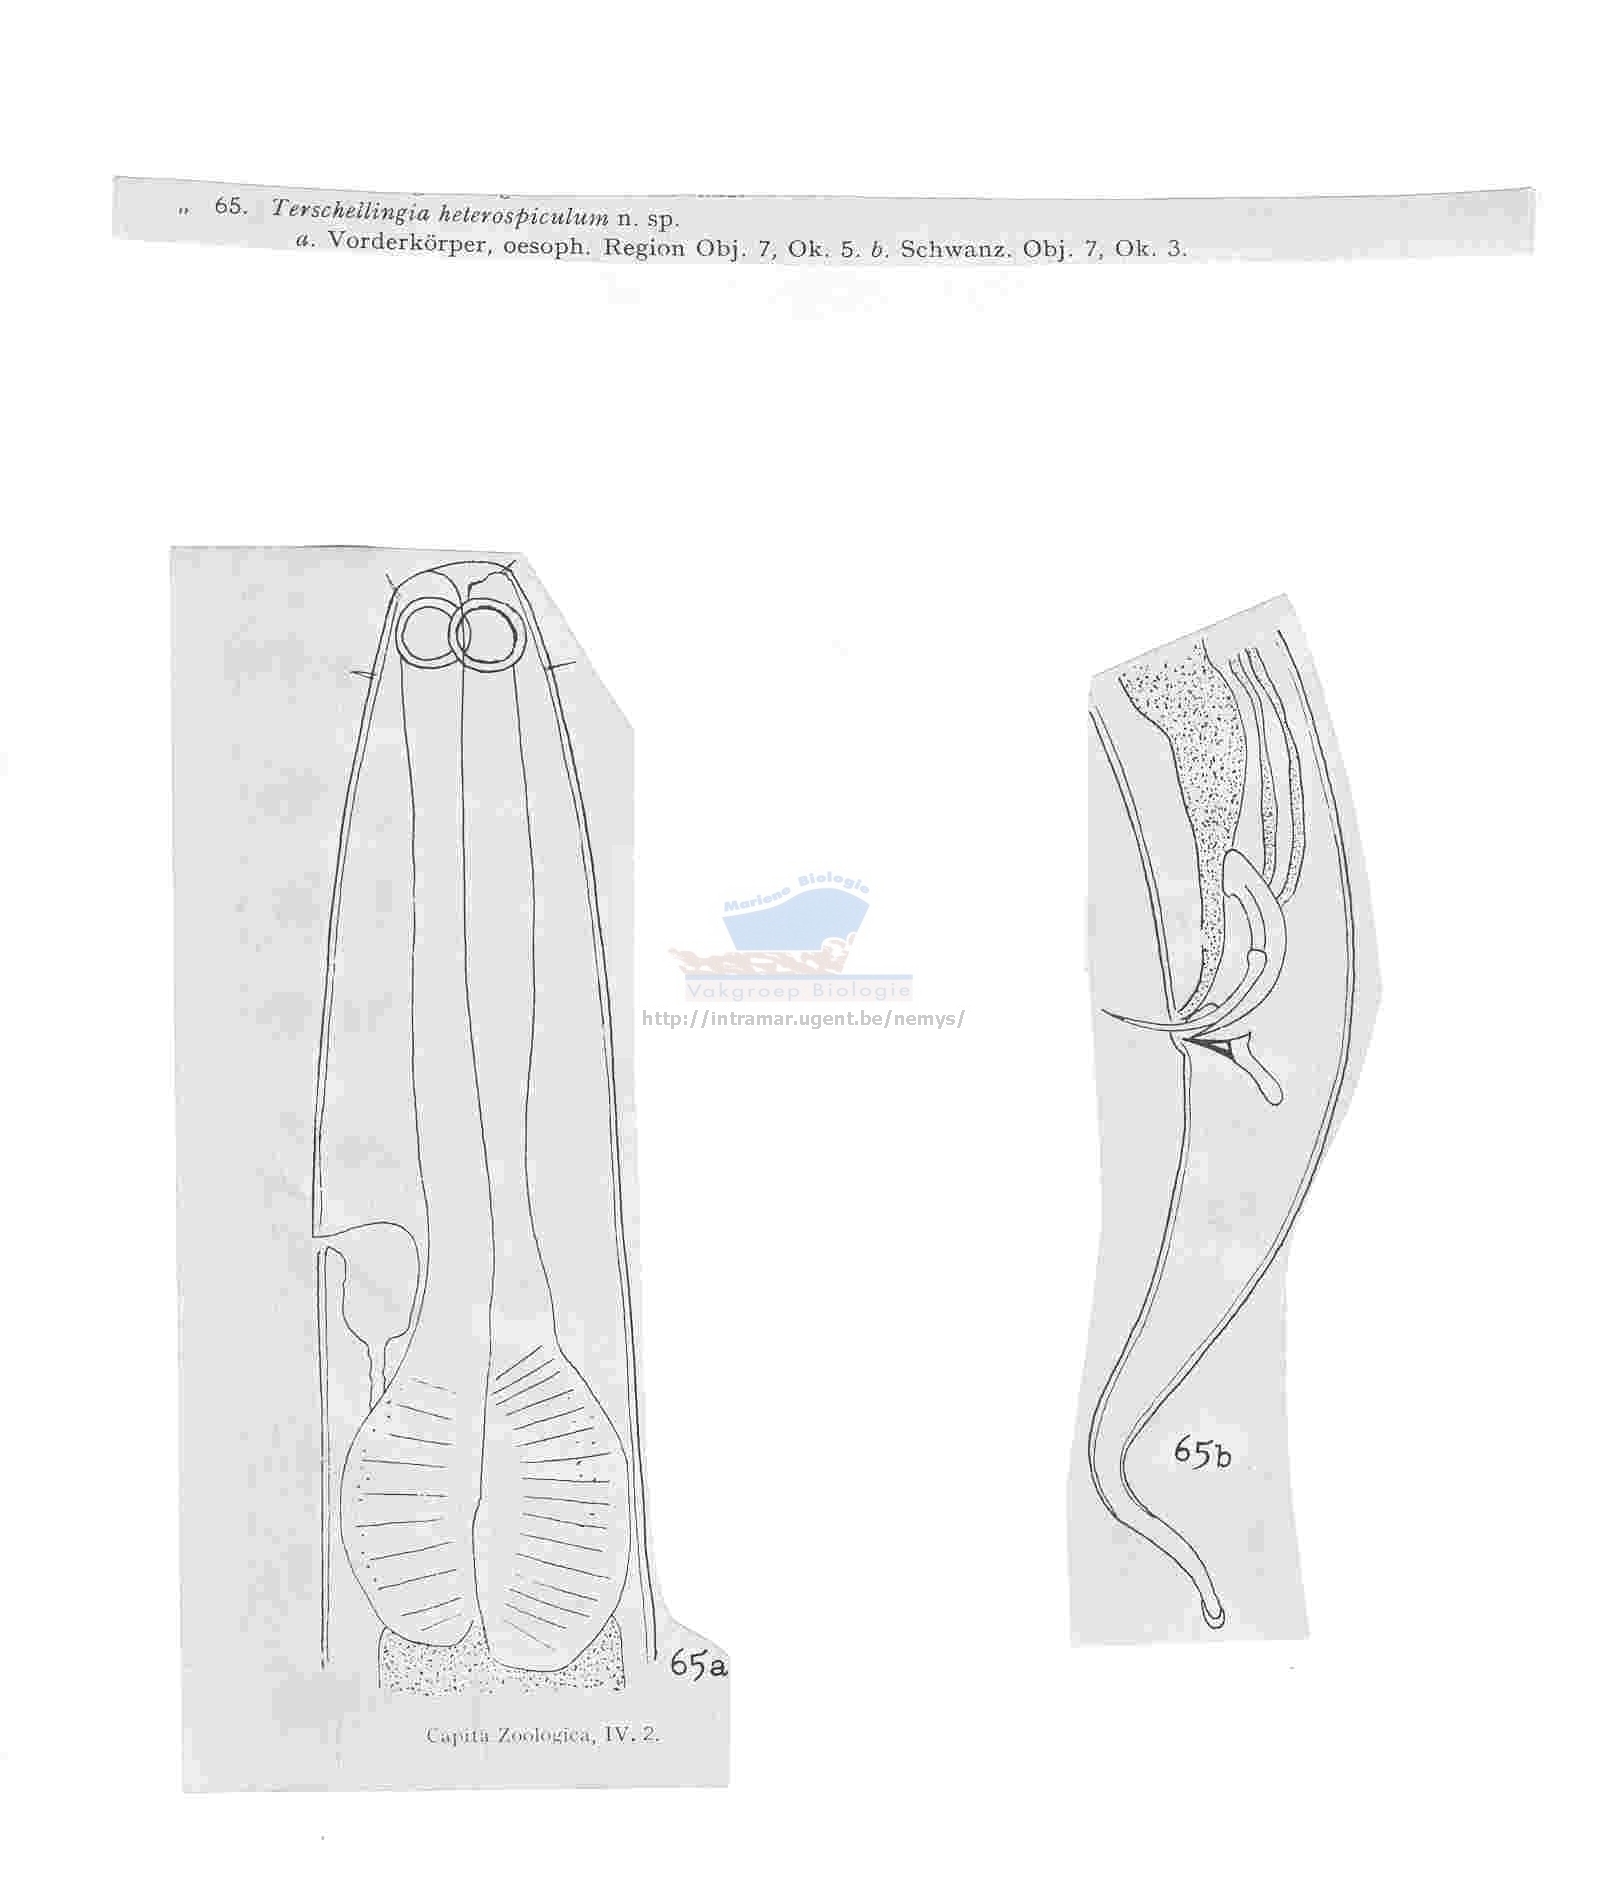 „ 65. Terschellingia heterospiculum n. sp.
a. Vorderkörper, oesoph. Region Obj. 7, Ok. 5. b. Schwanz. Obj. 7, Ok. 3.
Mariene Biologie
Vakgroep Biologie
http://intramar.ugent.be/nemys/
65b
65a
Capita Zoologica, IV. 2.